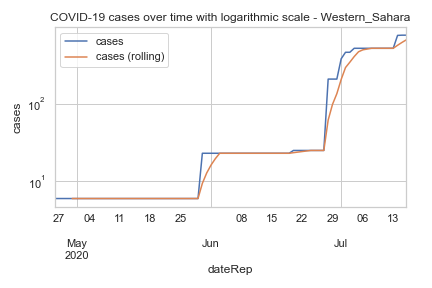 COVID-19 cases over time with logarithmic scale - Western_Sahara
cases
cases (rolling)
cases
10²
10¹
27 04 11 18 25 08 15 22 29 06 13
May Jun Jul
2020
dateRep